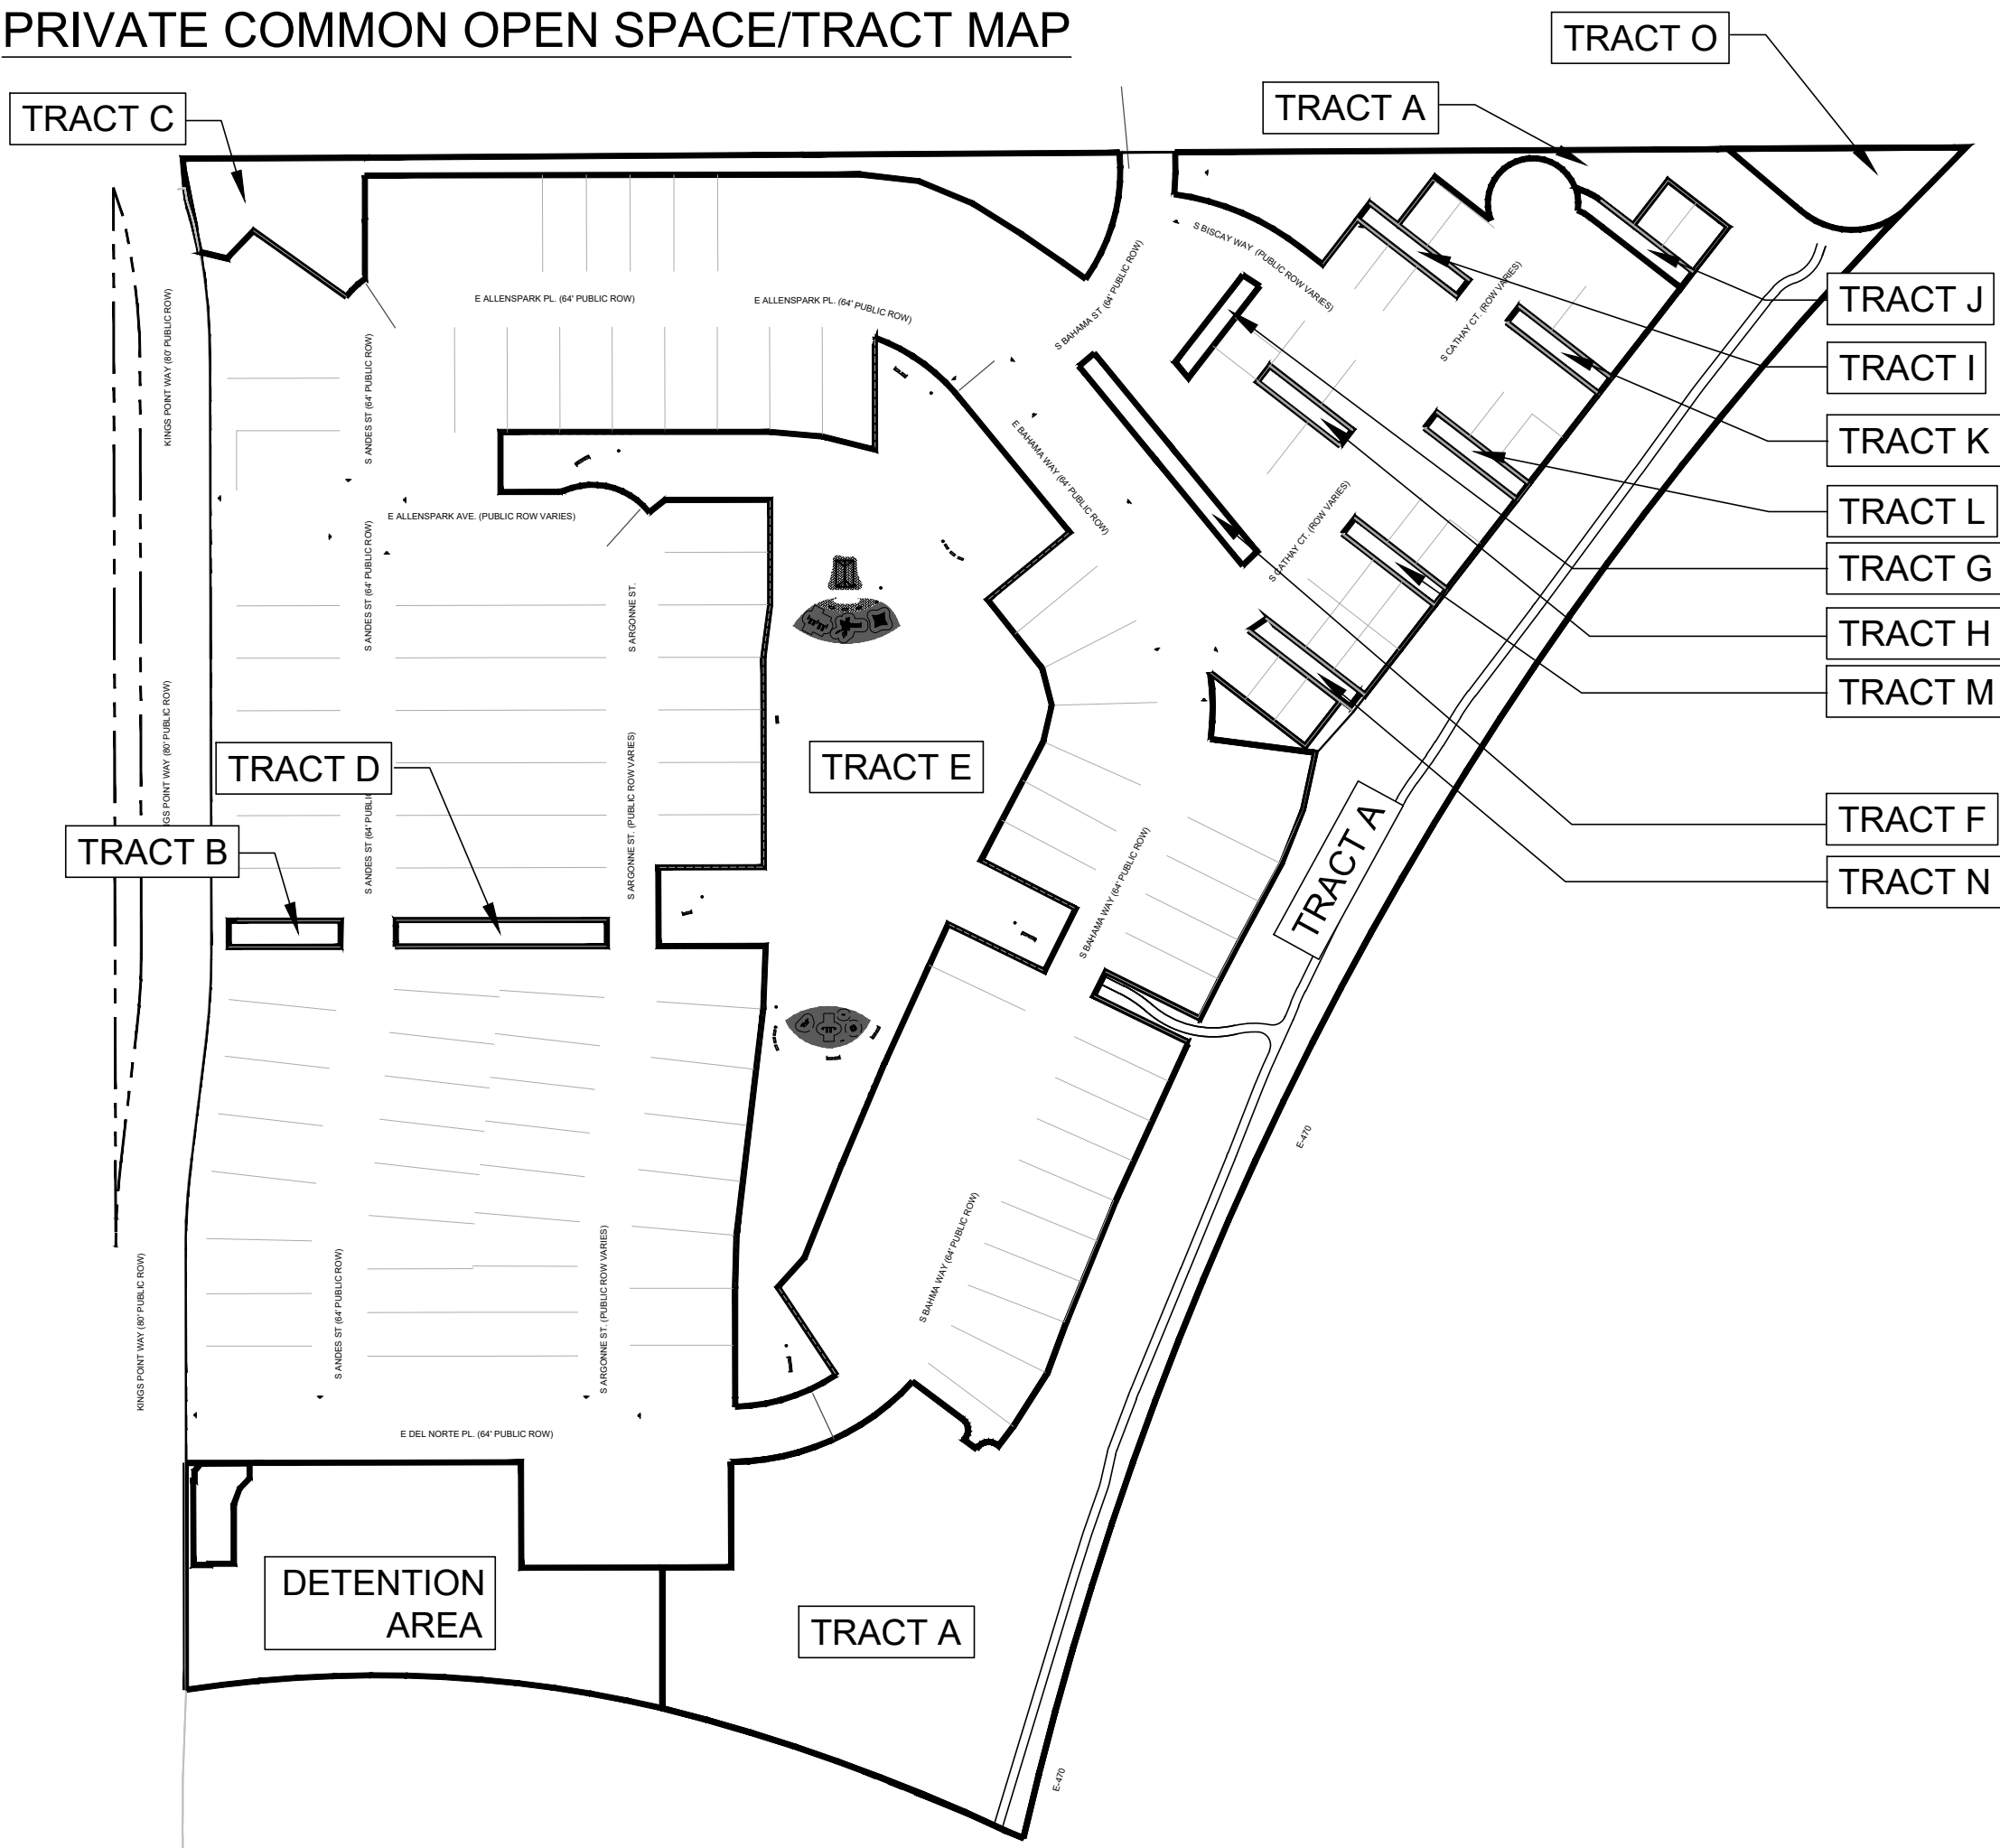 PRIVATE COMMON OPEN SPACE/TRACT MAP
TRACT O
TRACT A
TRACT C
S BISCAY WAY (PUBLIC ROW VARIES)
S BAHAMA ST (64' PUBLIC ROW)
S CATHAY CT. (ROW VARIES)
TRACT J
TRACT I
TRACT K
TRACT L
TRACT G
TRACT H
TRACT M
TRACT F
TRACT N
KINGS POINT WAY (80' PUBLIC ROW)
E ALLENSPARK PL. (64' PUBLIC ROW)
E ALLENSPARK PL. (64' PUBLIC ROW)
S ANDES ST (64' PUBLIC ROW)
E BAHAMA WAY (64' PUBLIC ROW)
E ALLENSPARK AVE. (PUBLIC ROW VARIES)
S CATHAY CT. (ROW VARIES)
S ANDES ST (64' PUBLIC ROW)
S ARGONNE ST.
GS POINT WAY (80' PUBLIC ROW)
TRACT D
TRACT E
S ARGONNE ST. (PUBLIC ROW VARIES)
S ANDES ST (64' PUBLIC
TRACT B
TRACT A
S BAHAMA WAY (64' PUBLIC ROW)
E-470
S BAHMA WAY (64' PUBLIC ROW)
KINGS POINT WAY (80' PUBLIC ROW)
S ANDES ST (64' PUBLIC ROW)
S ARGONNE ST. (PUBLIC ROW VARIES)
E DEL NORTE PL. (64' PUBLIC ROW)
DETENTION
AREA
TRACT A
E-470